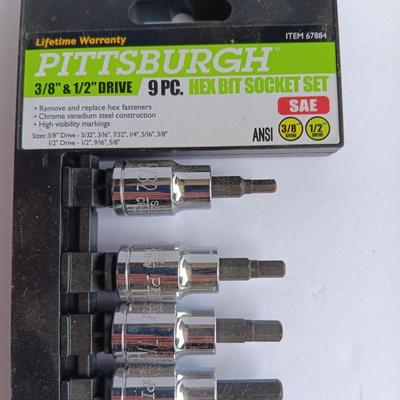 Lifetime Warranty
ITEM 67884
PITTSBURGH
3/8" & 1/2" DRIVE
9 PC. HEX BIT SOCKET SET
SAE
• Remove and replace hex fasteners
• Chrome vanadium steel construction
• High visibility markings
ANSI
3/8" DRIVE
1/2" DRIVE
Sizes: 3/8" Drive - 5/32", 3/16", 7/32", 1/4", 5/16", 3/8"
1/2" Drive - 1/2", 9/16", 5/8"